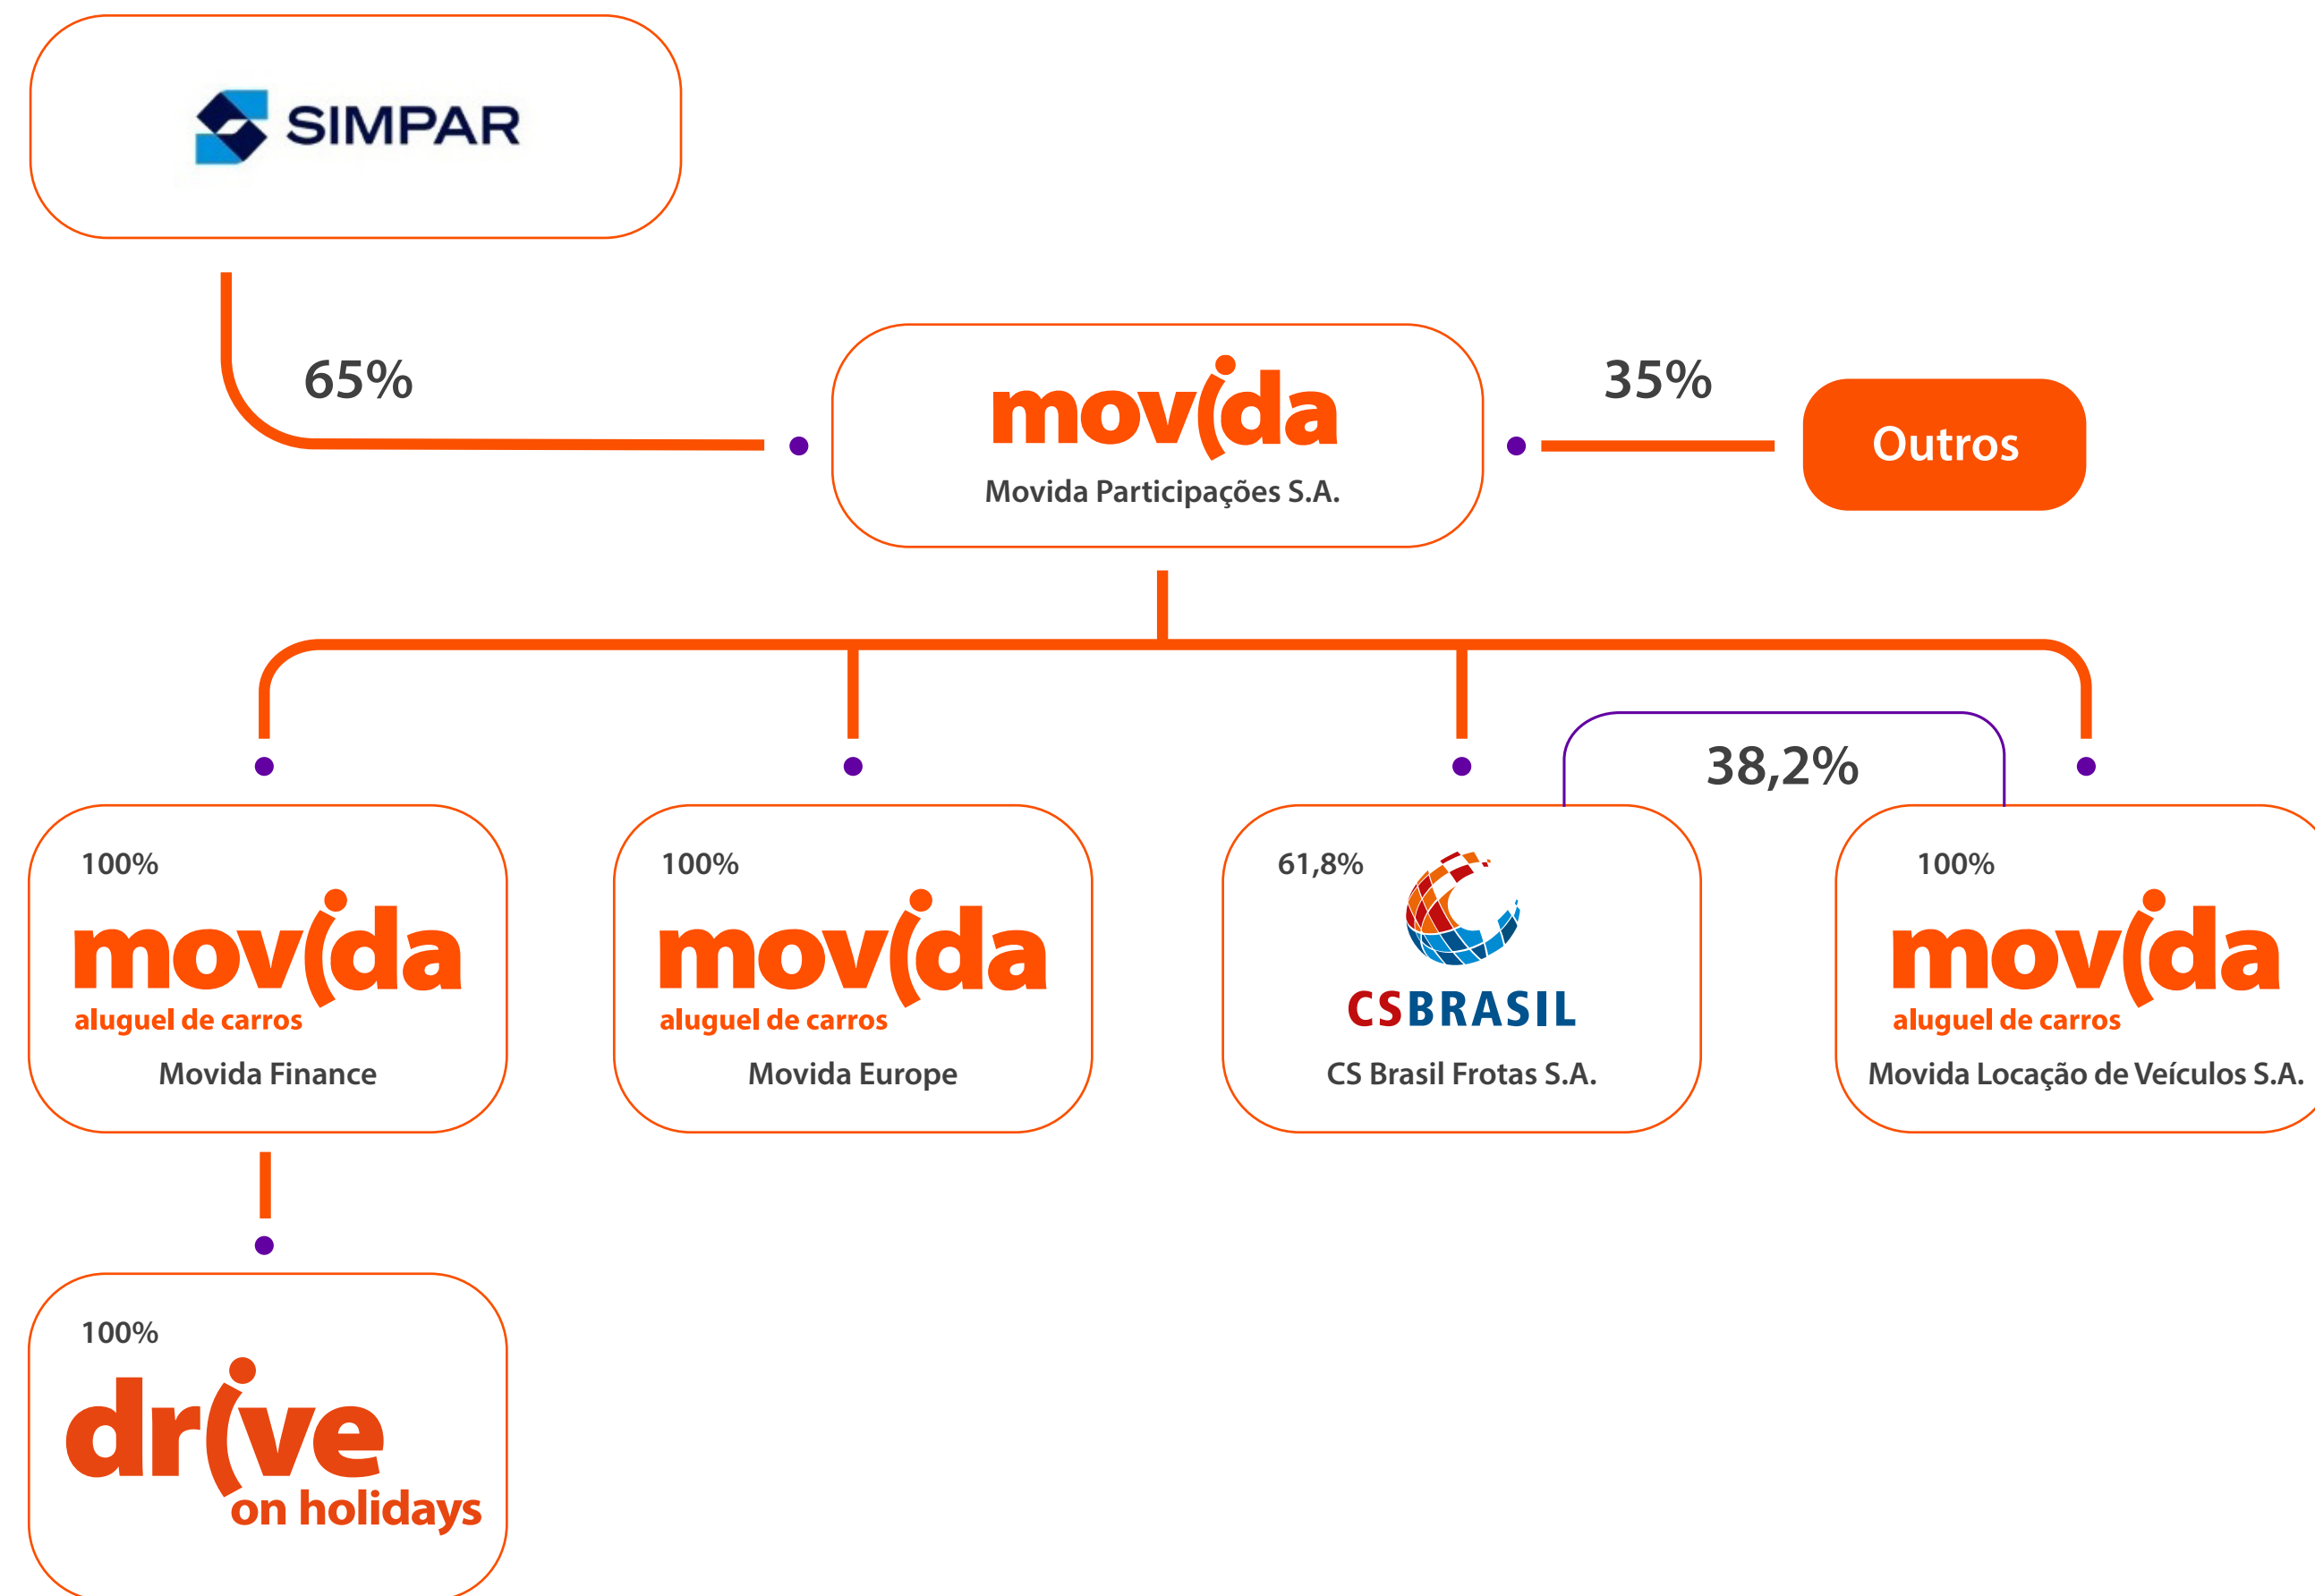 SIMPAR
65%
movida
Movida Participações S.A.
35%
Outros
38,2%
100%
movida
aluguel de carros
Movida Finance
100%
movida
aluguel de carros
Movida Europe
61,8%
CSBRASIL
CS Brasil Frotas S.A.
100%
movida
aluguel de carros
Movida Locação de Veículos S.A.
100%
drive
on holidays